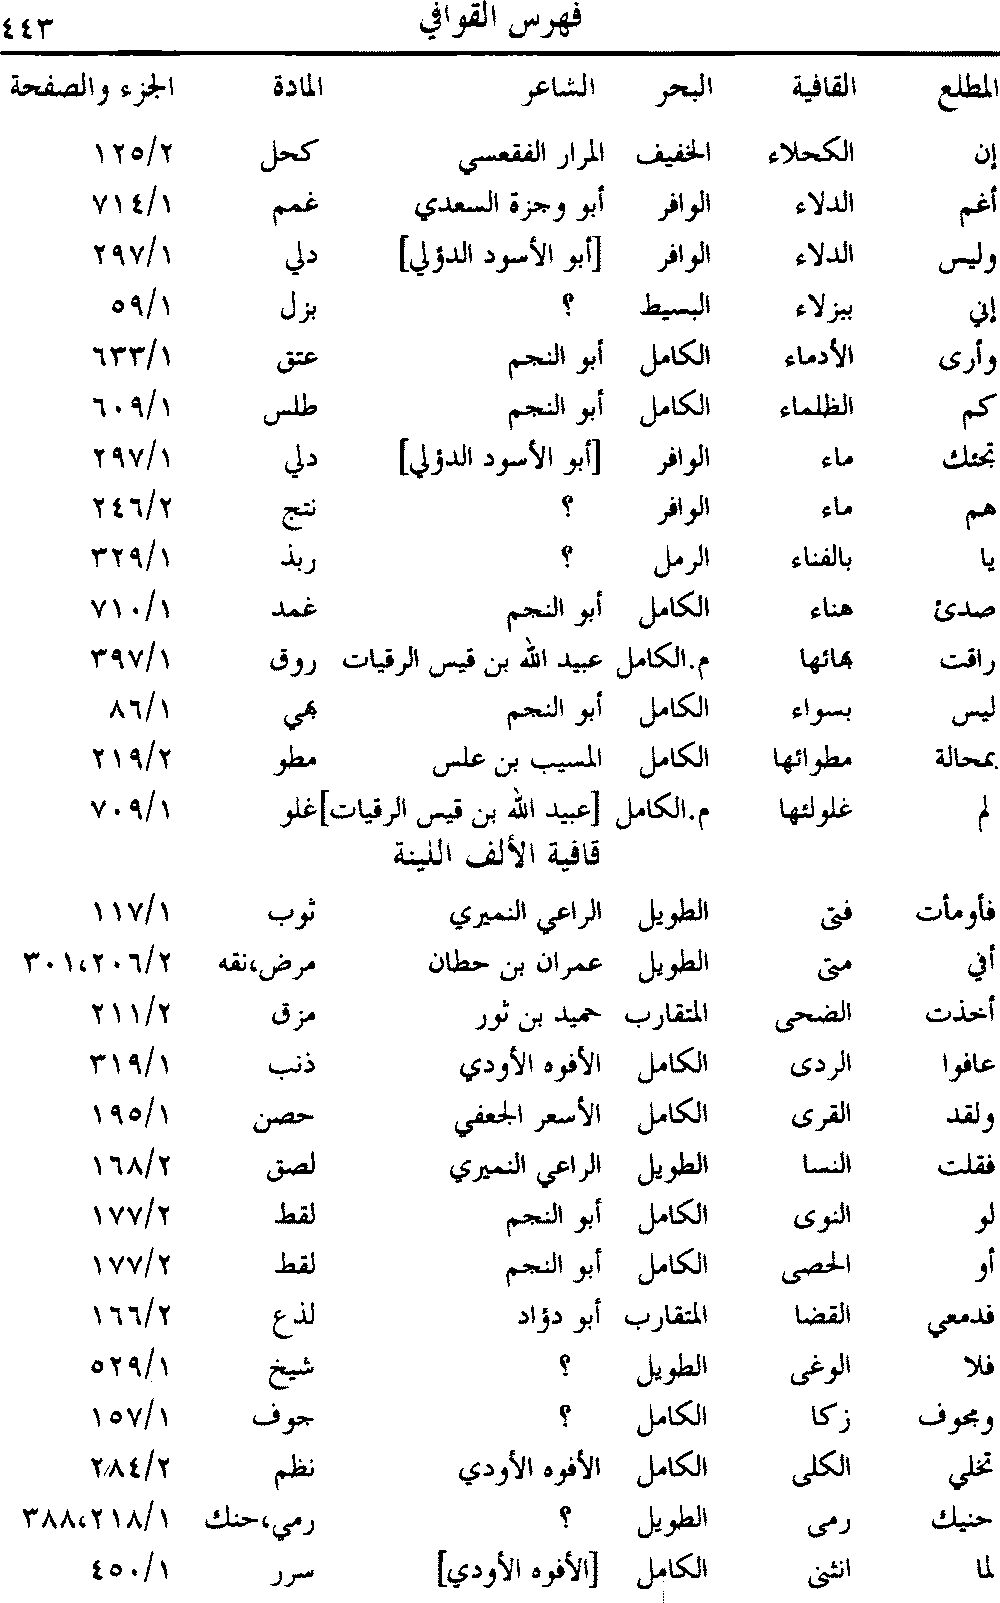 فهرس القوافي ٤٤٣
المطلع القافية البحر الشاعر المادة الجزء والصفحة
إن الكحلاء الخفيف المرار الفقعسي كحل ١٢٥/٢
أغم الدلاء الوافر أبو وجزة السعدي غمم ٧١٤/١
وليس الدلاء الوافر [أبو الأسود الدؤلي] دلي ٢٩٧/١
إني ببزلاء البسيط ؟ بزل ٥٩/١
وأرى الأدماء الكامل أبو النجم عتق ٦٣٣/١
كم الظلماء الكامل أبو النجم طلس ٦٠٩/١
تجئك ماء الوافر [أبو الأسود الدؤلي] دلي ٢٩٧/١
هم ماء الوافر ؟ نتج ٢٤٦/٢
يا بالفناء الرمل ؟ ربذ ٣٢٩/١
صدئ هناء الكامل أبو النجم غمد ٧١٠/١
راقت بهائها م.الكامل عبيد الله بن قيس الرقيات روق ٣٩٧/١
ليس بسواء الكامل أبو النجم بهي ٨٦/١
بمحالة مطوائها الكامل المسيب بن علس مطو ٢١٩/٢
لم غلوائها م.الكامل [عبيد الله بن قيس الرقيات] غلو ٧٠٩/١
قافية الألف اللينة
فأومأت فتى الطويل الراعي النميري ثوب ١١٧/١
أفي متى الطويل عمران بن حطان مرض،نقه ٣٠١،٢٠٦/٢
أخذت الضحى المتقارب حميد بن ثور مزق ٢١١/٢
عافوا الردى الكامل الأفوه الأودي ذنب ٣١٩/١
ولقد القرى الكامل الأسعر الجعفي حصن ١٩٥/١
فقلت النسا الطويل الراعي النميري لصق ١٦٨/٢
لو النوى الكامل أبو النجم لقط ١٧٧/٢
أو الحصى الكامل أبو النجم لقط ١٧٧/٢
فدمعي القضا المتقارب أبو دؤاد لذع ١٦٦/٢
فلا الوغى الطويل ؟ شيخ ٥٢٩/١
ومجوف زكا الكامل ؟ جوف ١٥٧/١
تخلي الكلى الكامل الأفوه الأودي نظم ٢٨٤/٢
حنيك رمى الطويل ؟ رمي،حنك ٣٨٨،٢١٨/١
لما انثنى الكامل [الأفوه الأودي] سرر ٤٥٠/١